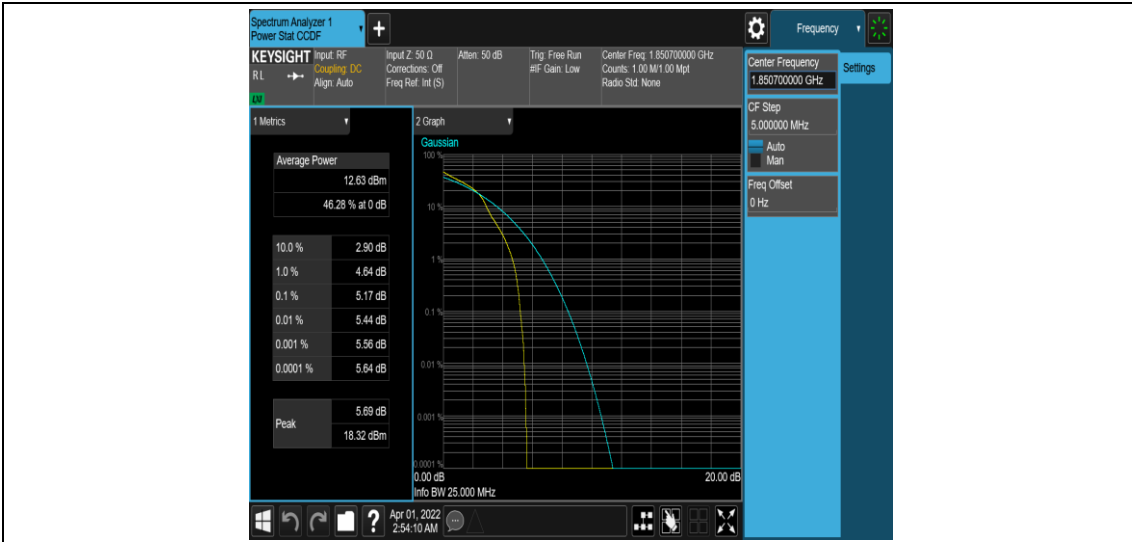 Spectrum Analyzer 1
Power Stat CCDF
+
Frequency
KEYSIGHT
Input: RF
Coupling: DC
Align: Auto
R L
LXI
Input Z: 50 Ω
Corrections: Off
Freq Ref: Int (S)
Atten: 50 dB
Trig: Free Run
#IF Gain: Low
Center Freq: 1.850700000 GHz
Counts: 1.00 M/1.00 Mpt
Radio Std: None
Center Frequency
1.850700000 GHz
Settings
CF Step
5.000000 MHz
Auto
Man
Freq Offset
0 Hz
1 Metrics
Average Power
12.63 dBm
46.28 % at 0 dB
10.0 % 2.90 dB
1.0 % 4.64 dB
0.1 % 5.17 dB
0.01 % 5.44 dB
0.001 % 5.56 dB
0.0001 % 5.64 dB
Peak
5.69 dB
18.32 dBm
2 Graph
Gaussian
100 %
10 %
1 %
0.1 %
0.01 %
0.001 %
0.0001 %
0.00 dB 20.00 dB
Info BW 25.000 MHz
?
Apr 01, 2022
2:54:10 AM